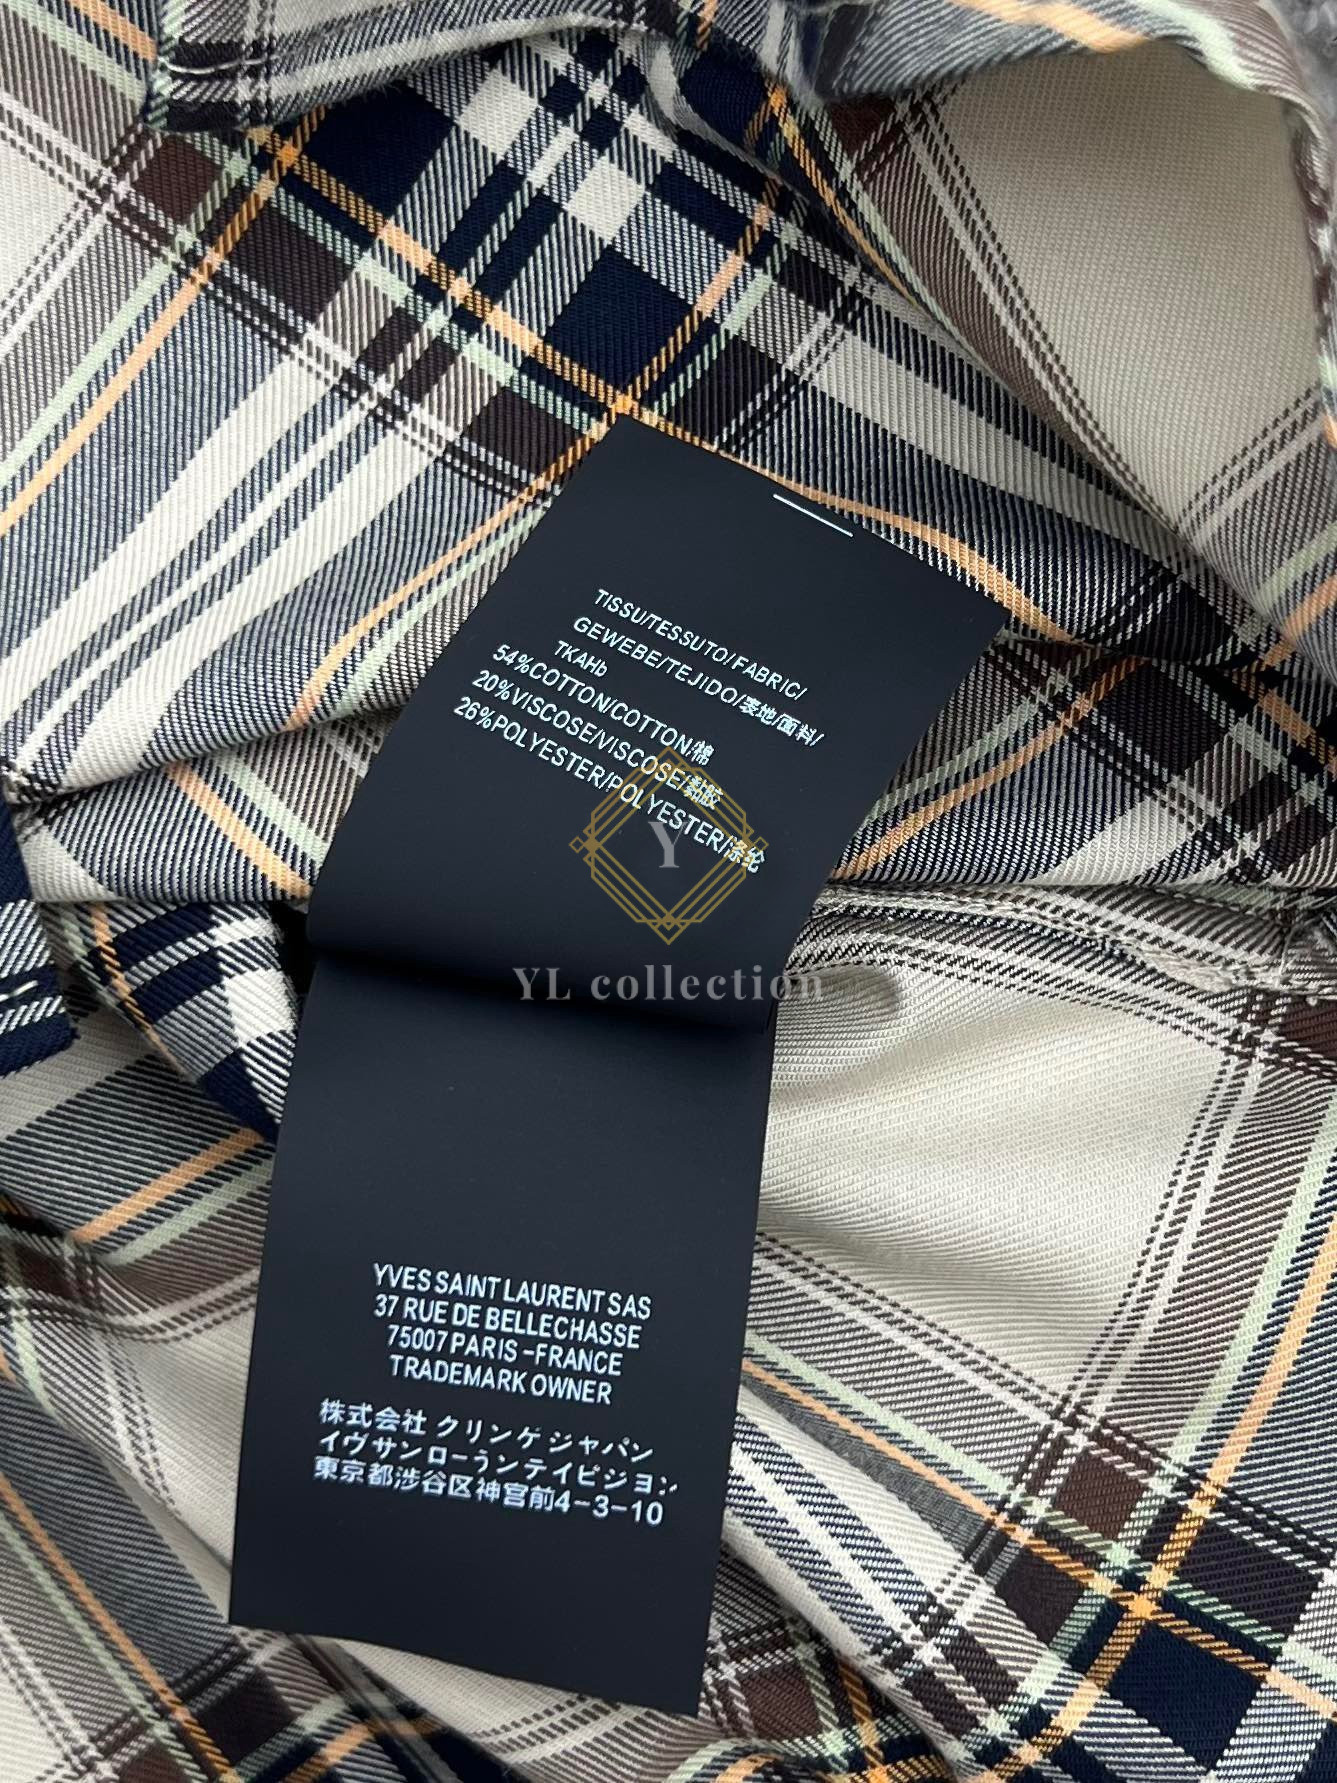 TISSU/TESSUTO/FABRIC/
GEWEBE/TEJIDO/表地/面料/
TKAHb
54%COTTON/COTTON/棉
20%VISCOSE/VISCOSE/黏胶
26%POLYESTER/POLYESTER/涤纶
Y
YL collection
YVES SAINT LAURENT SAS
37 RUE DE BELLECHASSE
75007 PARIS -FRANCE
TRADEMARK OWNER
株式会社 クリンゲ ジャパン
イヴサンローうンテイビジヨン
東京都渋谷区神宮前4-3-10